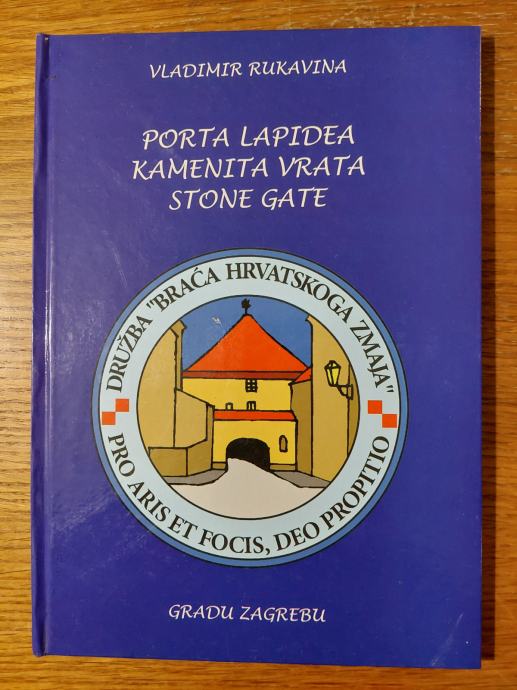 VLADIMIR RUKAVINA
PORTA LAPIDEA
KAMENITA VRATA
STONE GATE
DRUŽBA "BRAĆA HRVATSKOGA ZMAJA"
PRO ARIS ET FOCIS, DEO PROPITIO
GRADU ZAGREBU